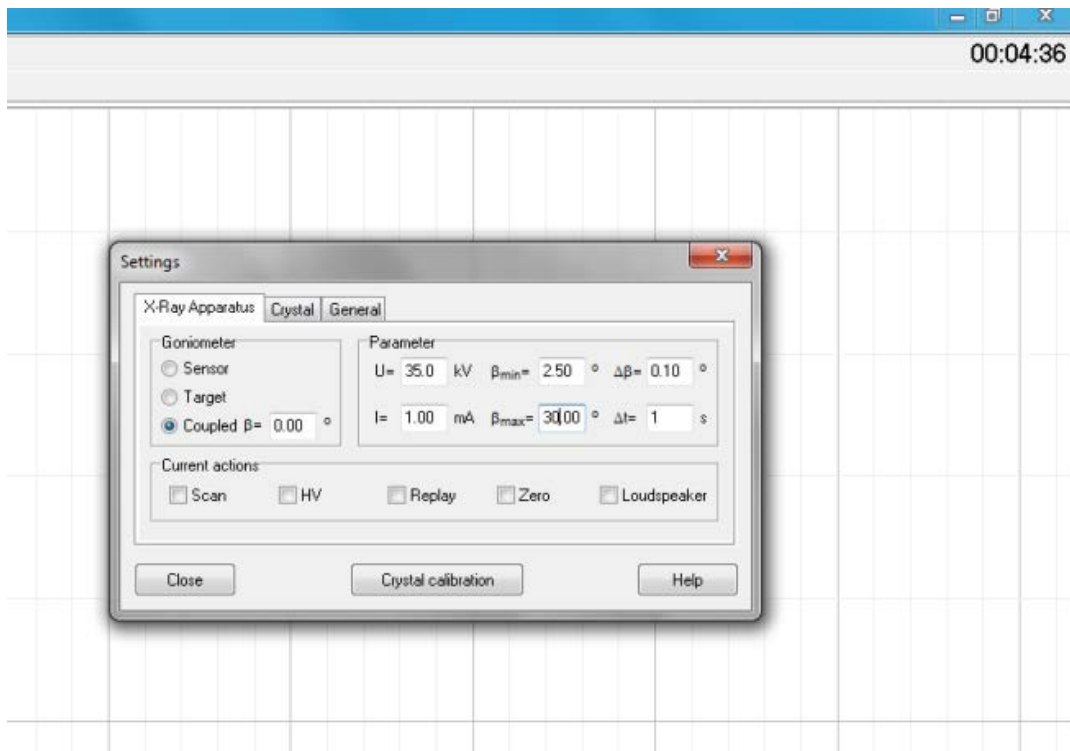 00:04:36
Settings
X-Ray Apparatus Crystal General
Goniometer Parameter
Sensor U= 35.0 kV βmin= 2.50 ° Δβ= 0.10 °
Target
Coupled β= 0.00 ° I= 1.00 mA βmax= 30.00 ° Δt= 1 s
Current actions
Scan HV Replay Zero Loudspeaker
Close Crystal calibration Help